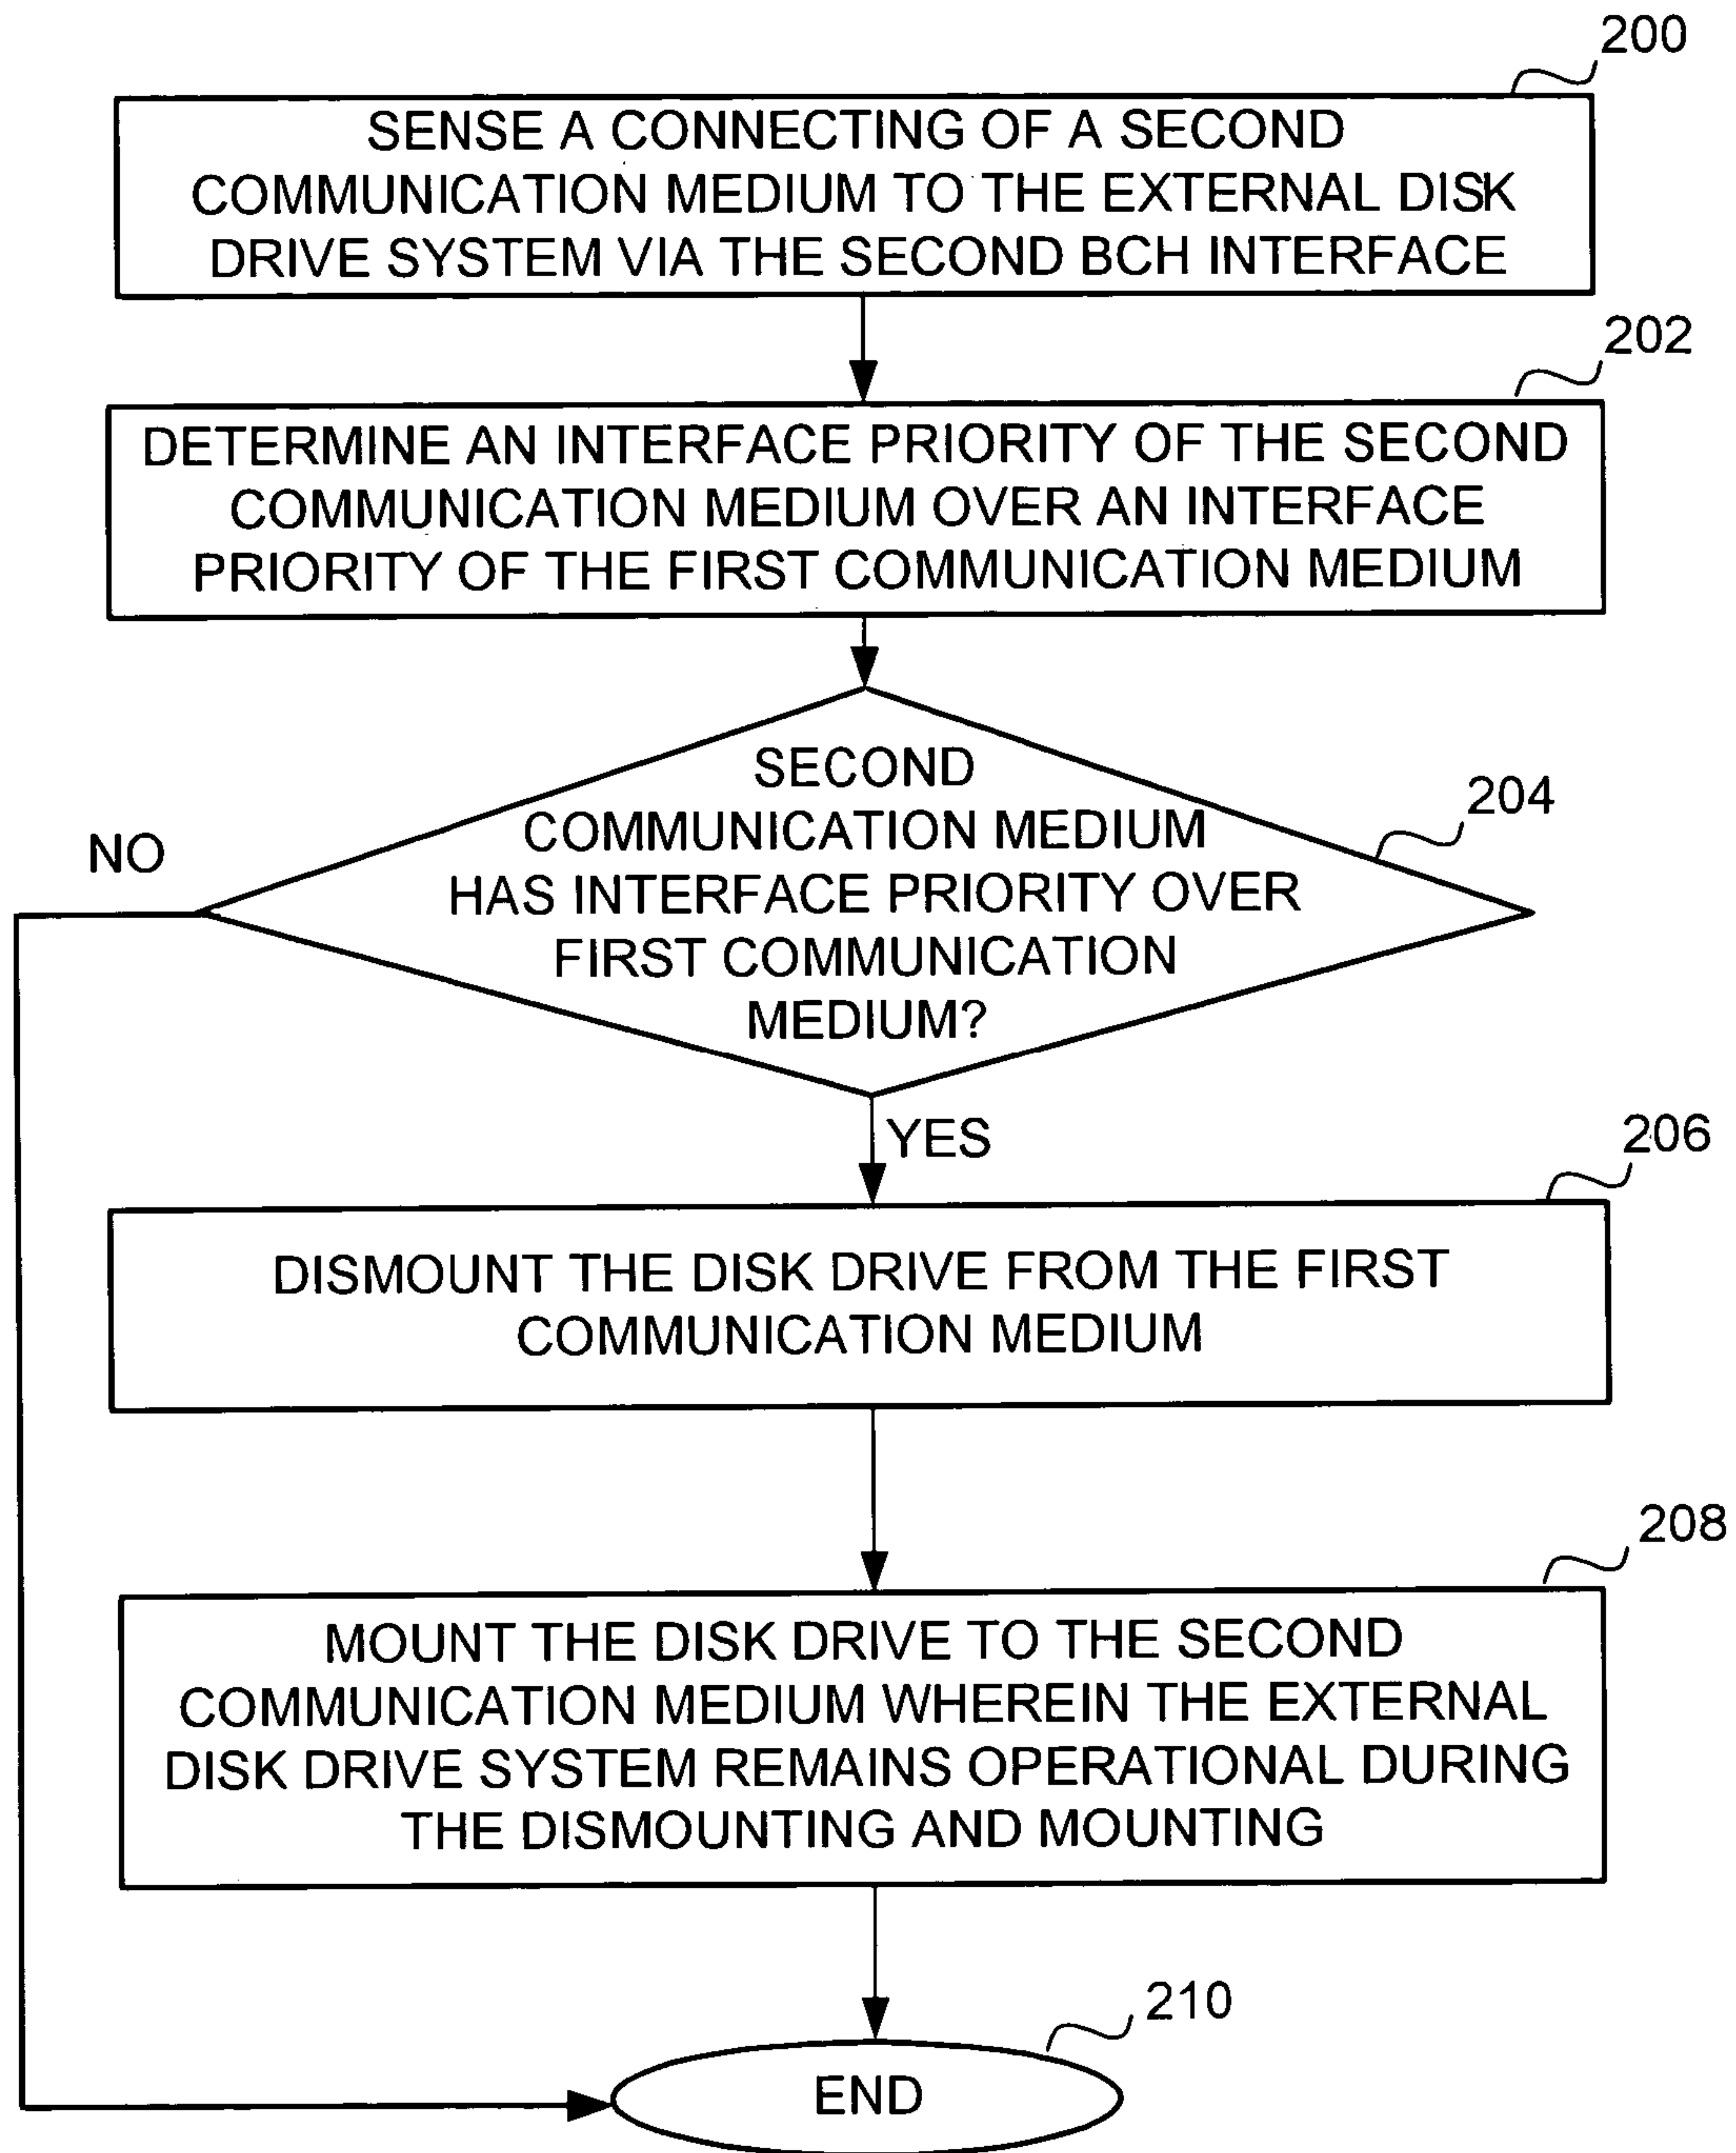 200
SENSE A CONNECTING OF A SECOND
COMMUNICATION MEDIUM TO THE EXTERNAL DISK
DRIVE SYSTEM VIA THE SECOND BCH INTERFACE
202
DETERMINE AN INTERFACE PRIORITY OF THE SECOND
COMMUNICATION MEDIUM OVER AN INTERFACE
PRIORITY OF THE FIRST COMMUNICATION MEDIUM
204
SECOND
COMMUNICATION MEDIUM
HAS INTERFACE PRIORITY OVER
FIRST COMMUNICATION
MEDIUM?
NO
YES
206
DISMOUNT THE DISK DRIVE FROM THE FIRST
COMMUNICATION MEDIUM
208
MOUNT THE DISK DRIVE TO THE SECOND
COMMUNICATION MEDIUM WHEREIN THE EXTERNAL
DISK DRIVE SYSTEM REMAINS OPERATIONAL DURING
THE DISMOUNTING AND MOUNTING
210
END